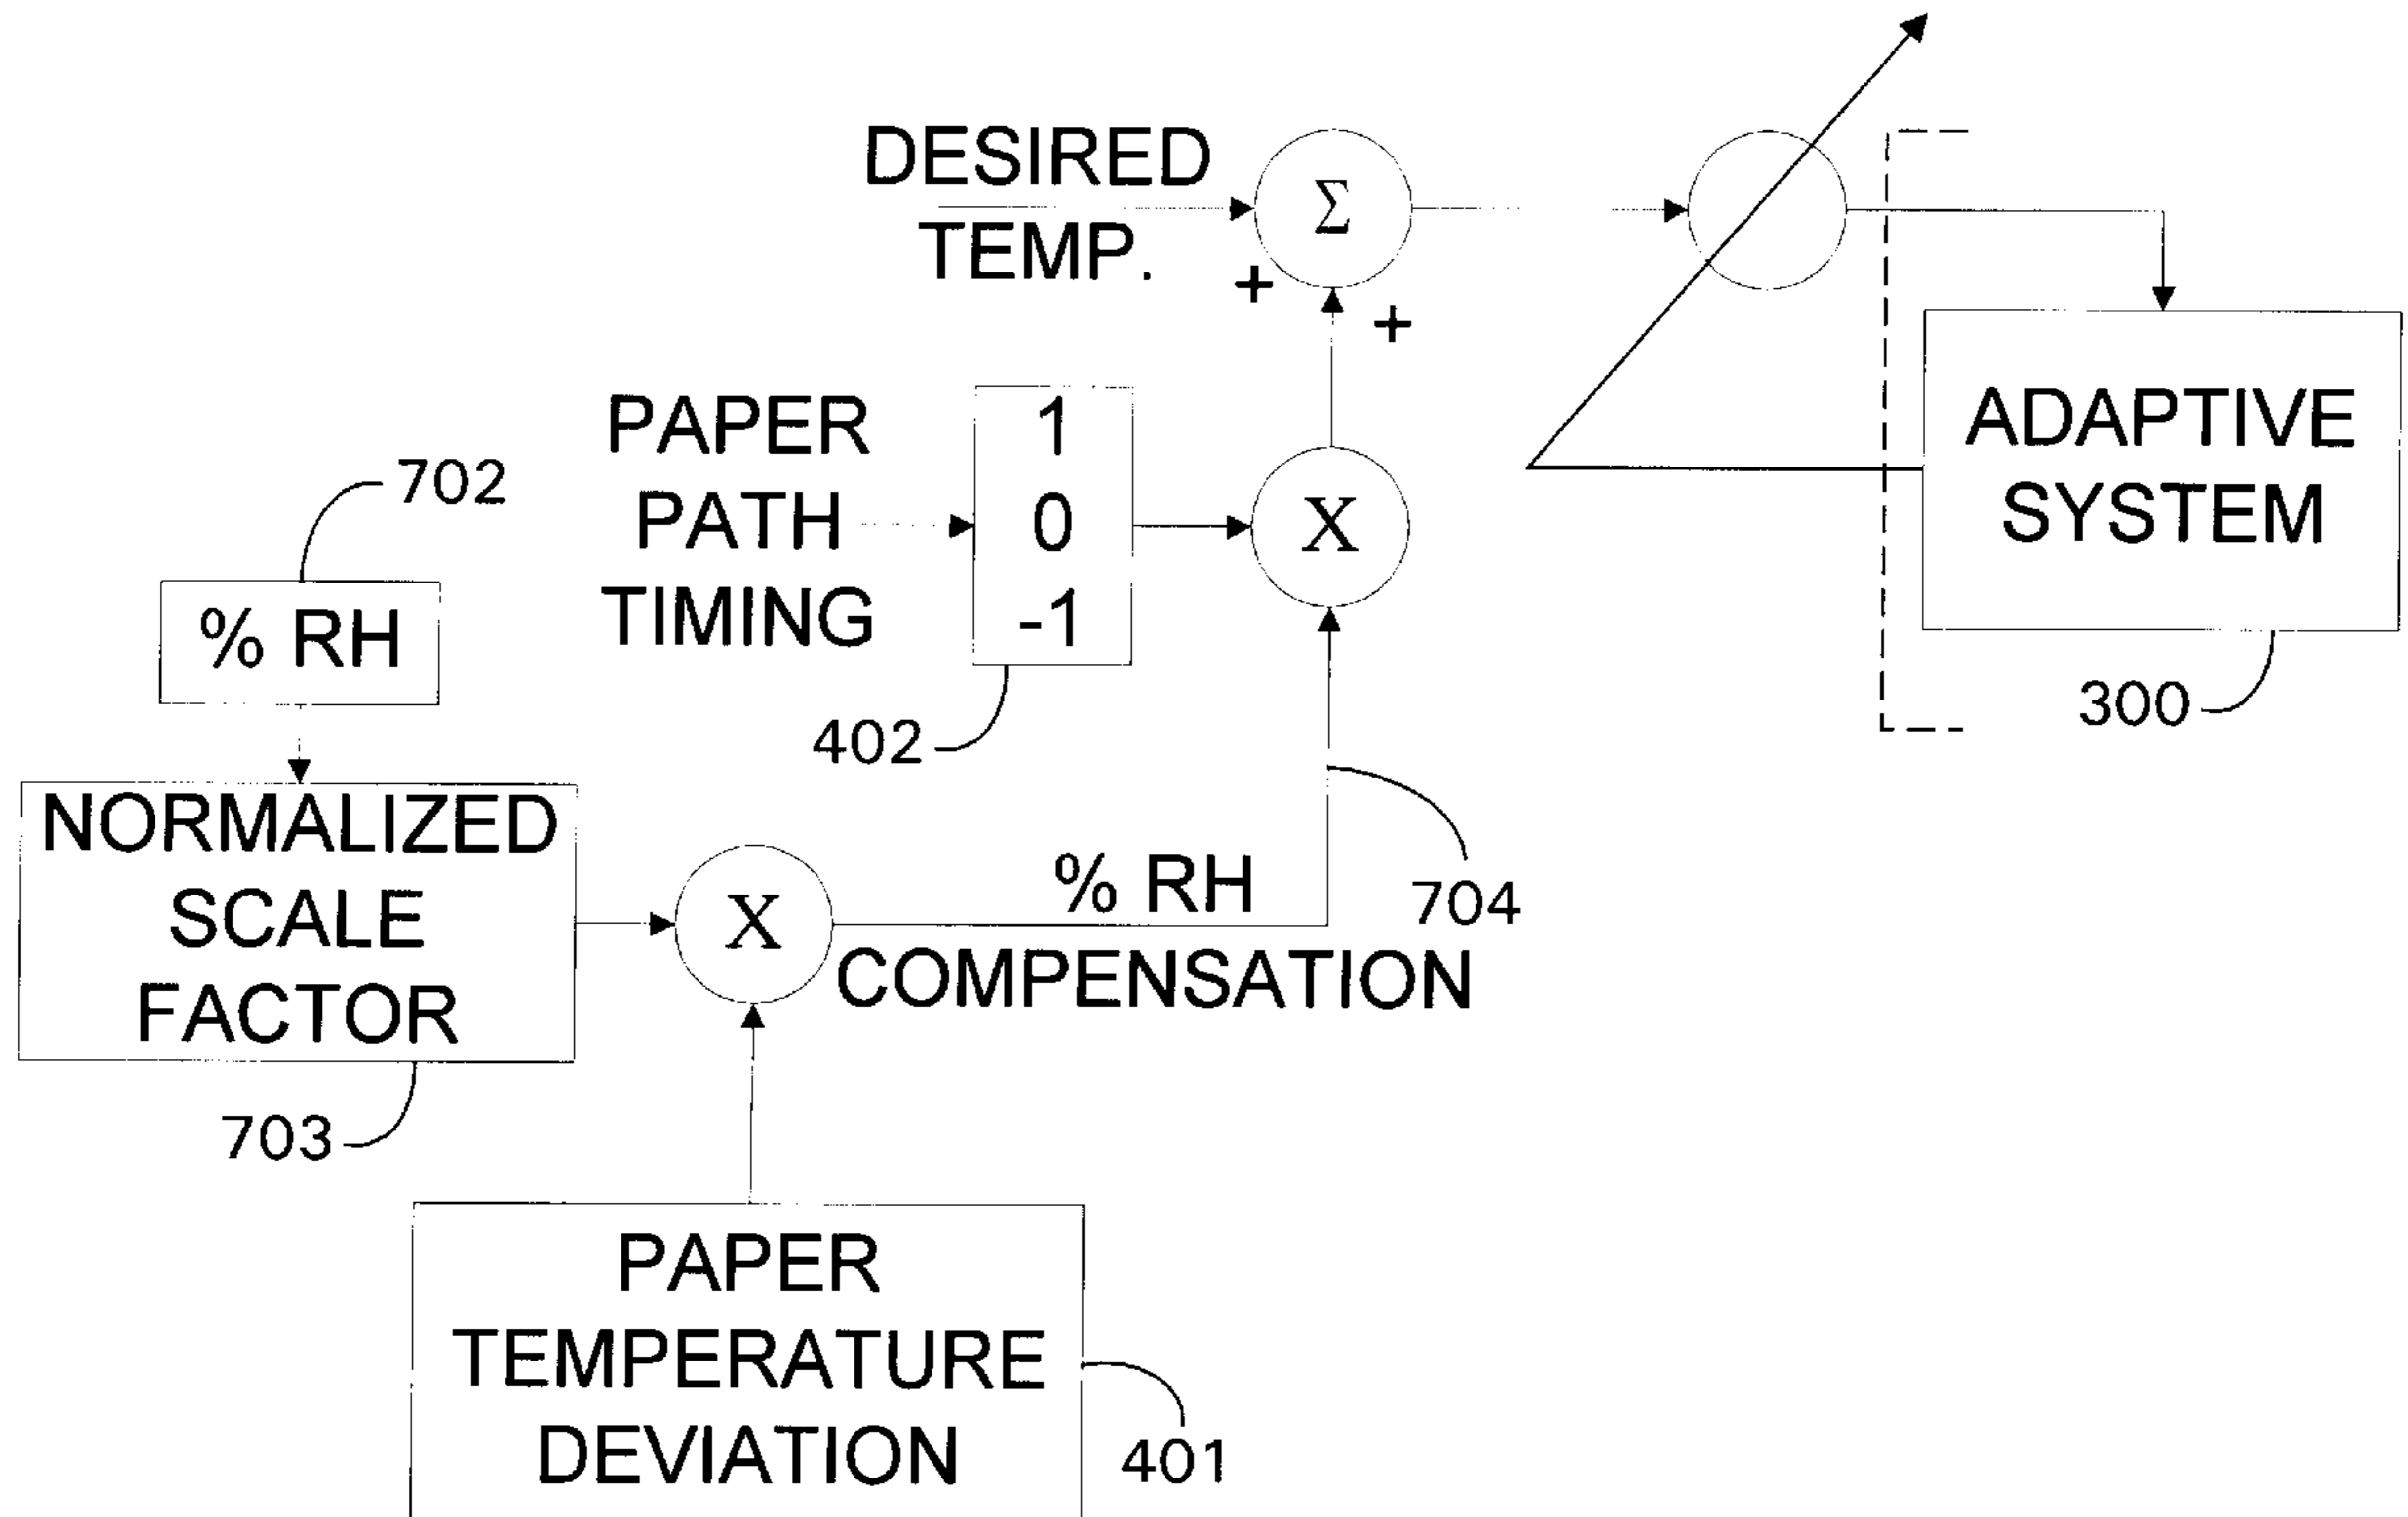 DESIRED
TEMP.
Σ
+
+
PAPER
PATH
TIMING
1
0
-1
X
ADAPTIVE
SYSTEM
702
% RH
402
300
NORMALIZED
SCALE
FACTOR
X
% RH
COMPENSATION
704
703
PAPER
TEMPERATURE
DEVIATION
401